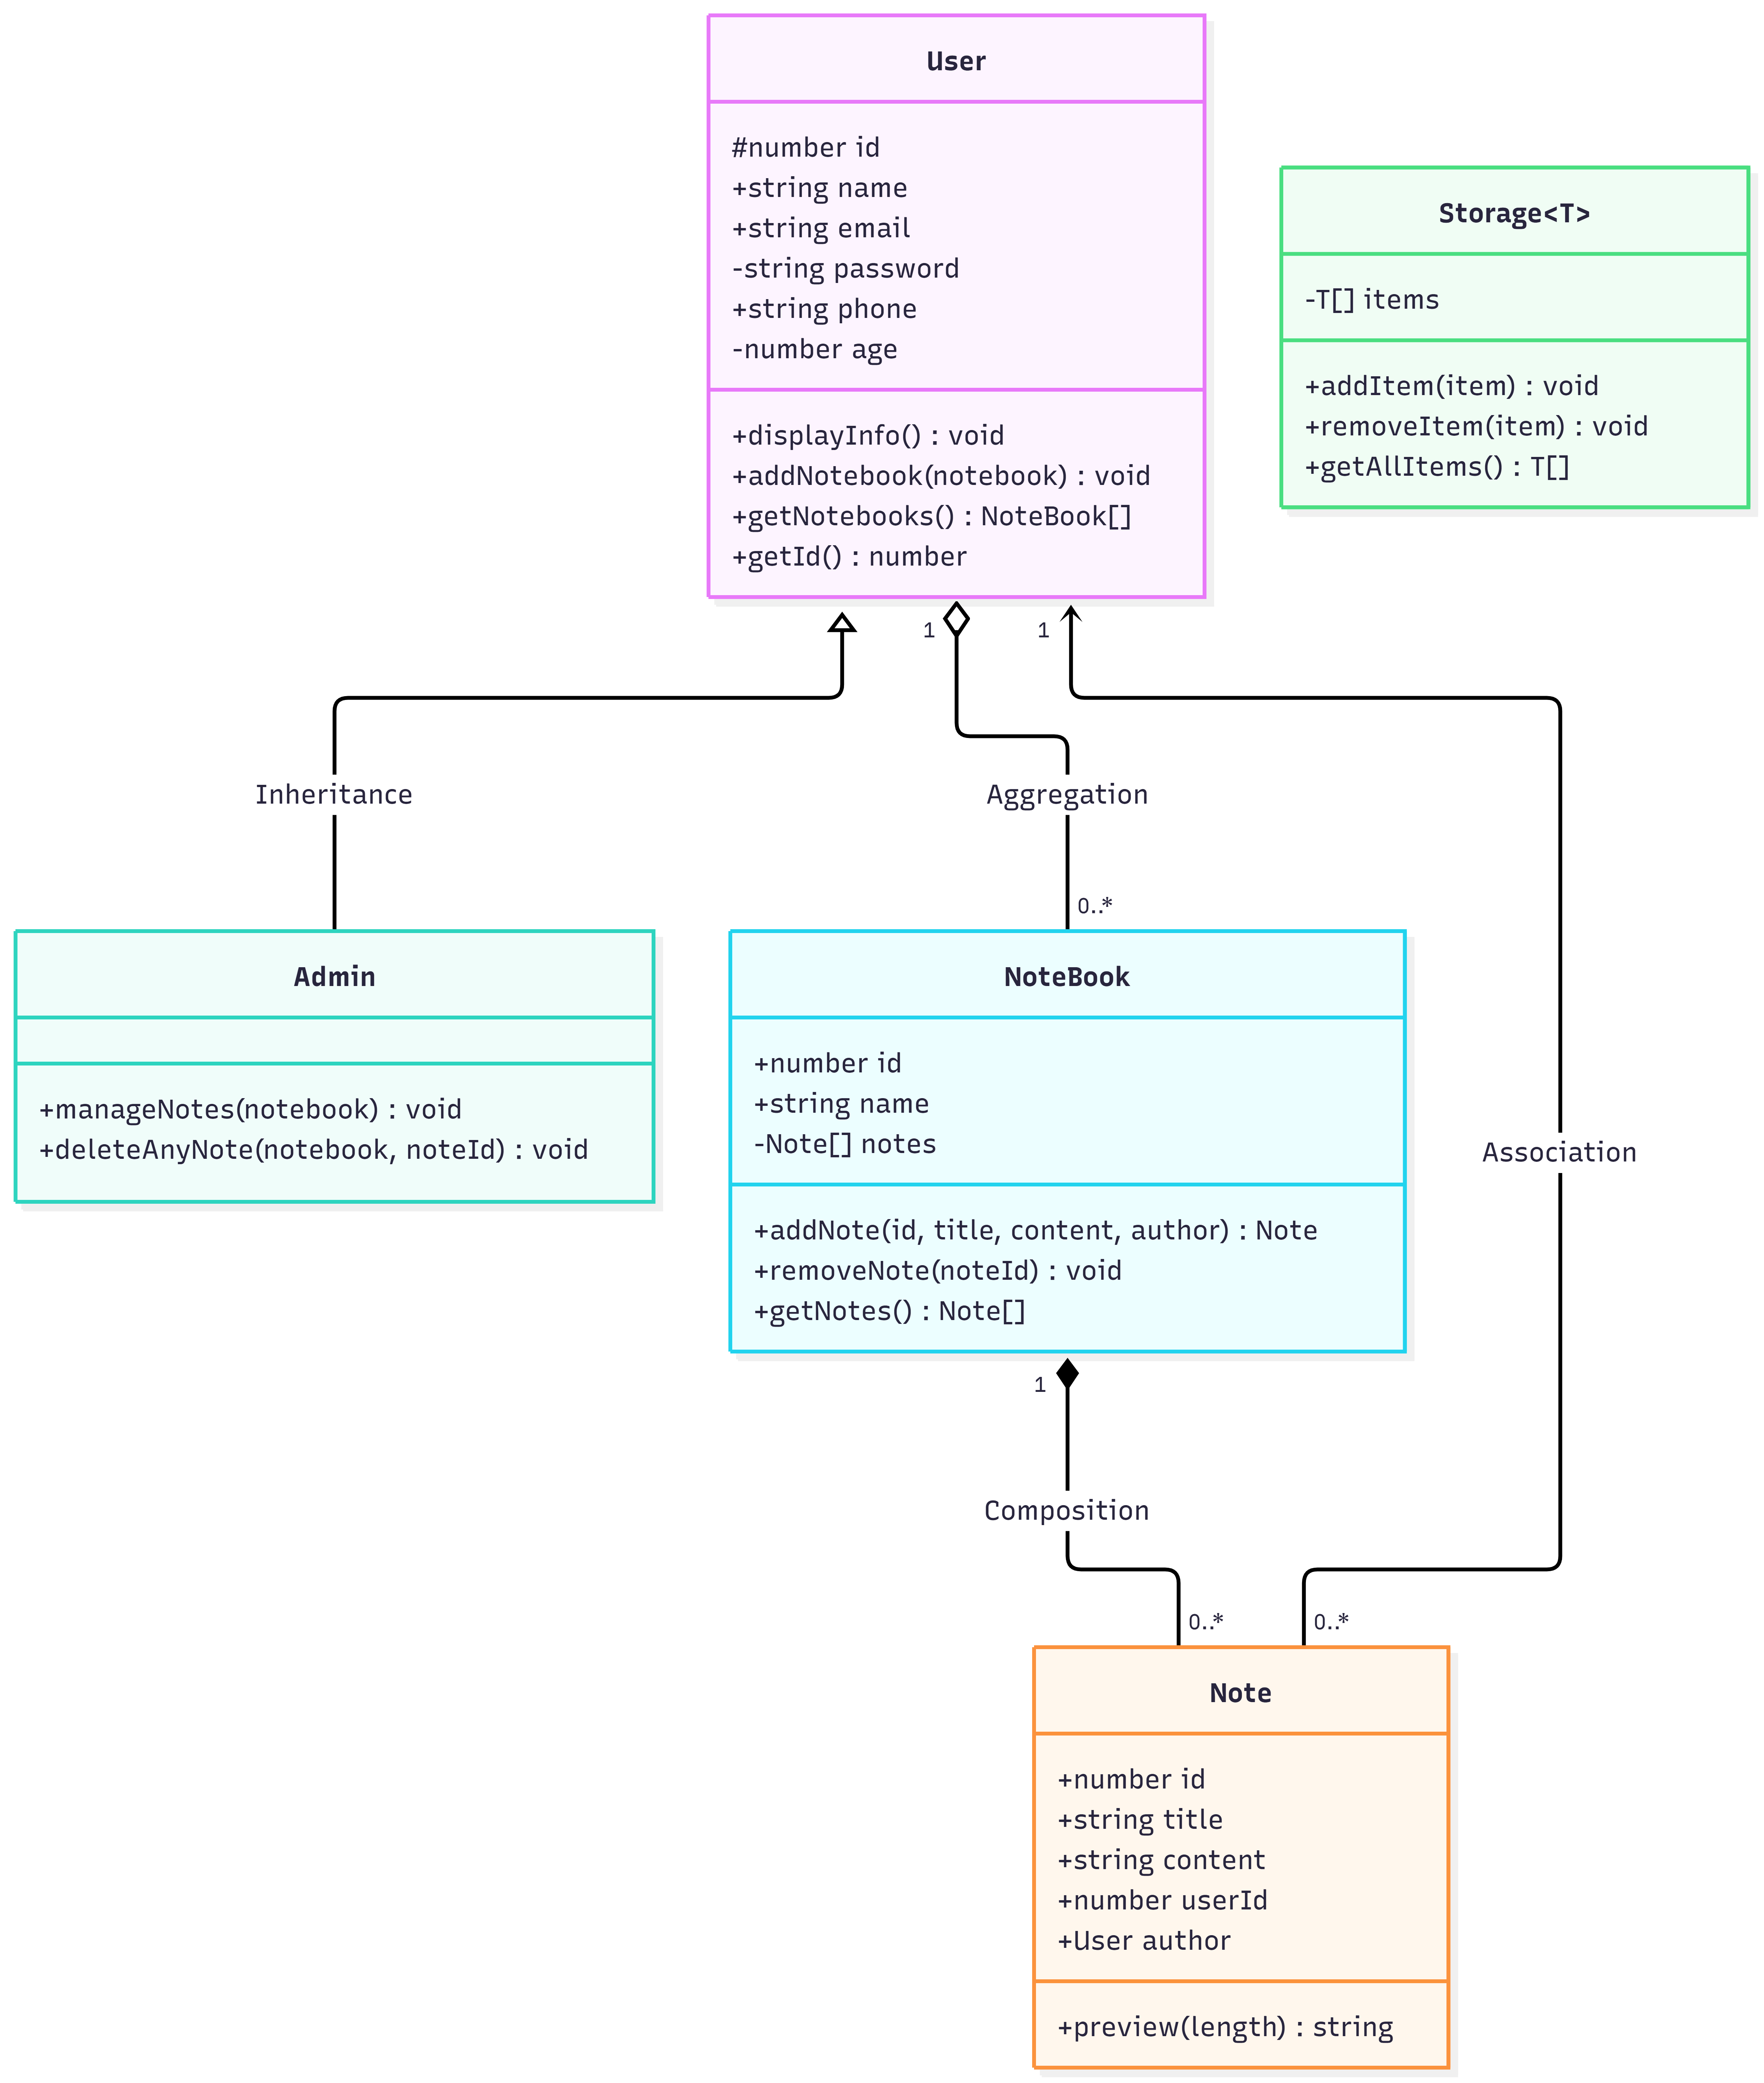 User
#number id
+string name
+string email
-string password
+string phone
-number age
+displayInfo() : void
+addNotebook(notebook) : void
+getNotebooks() : NoteBook[]
+getId() : number
Storage<T>
-T[] items
+addItem(item) : void
+removeItem(item) : void
+getAllItems() : T[]
1
1
Inheritance
Aggregation
0..*
Admin
+manageNotes(notebook) : void
+deleteAnyNote(notebook, noteId) : void
NoteBook
+number id
+string name
-Note[] notes
+addNote(id, title, content, author) : Note
+removeNote(noteId) : void
+getNotes() : Note[]
Association
1
Composition
0..*
0..*
Note
+number id
+string title
+string content
+number userId
+User author
+preview(length) : string